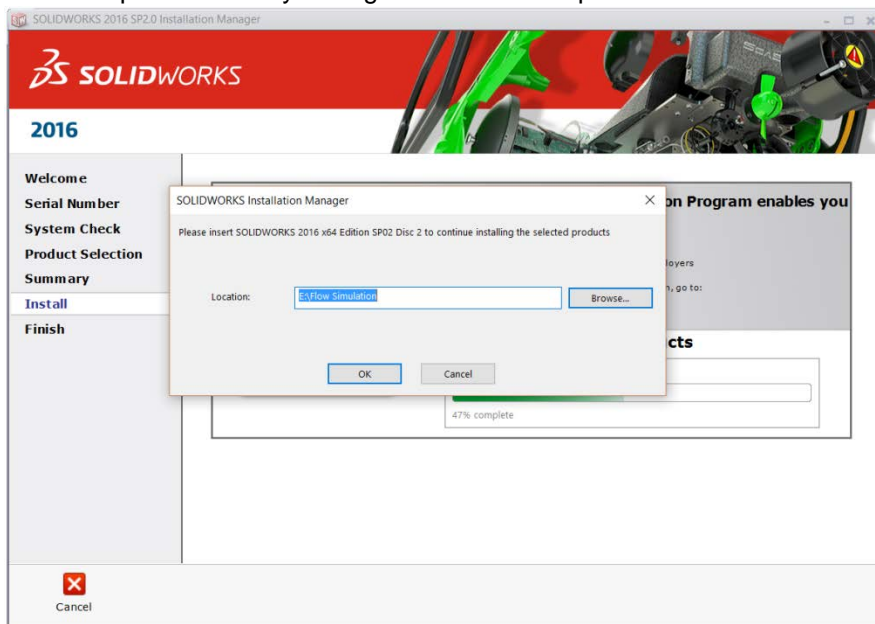 SOLIDWORKS 2016 SP2.0 Installation Manager
SOLIDWORKS
2016
Welcome
Serial Number
System Check
Product Selection
Summary
Install
Finish
on Program enables you
loyers
n, go to:
cts
47% complete
SOLIDWORKS Installation Manager
Please insert SOLIDWORKS 2016 x64 Edition SP02 Disc 2 to continue installing the selected products
Location:
E:\Flow Simulation
Browse...
OK
Cancel
Cancel